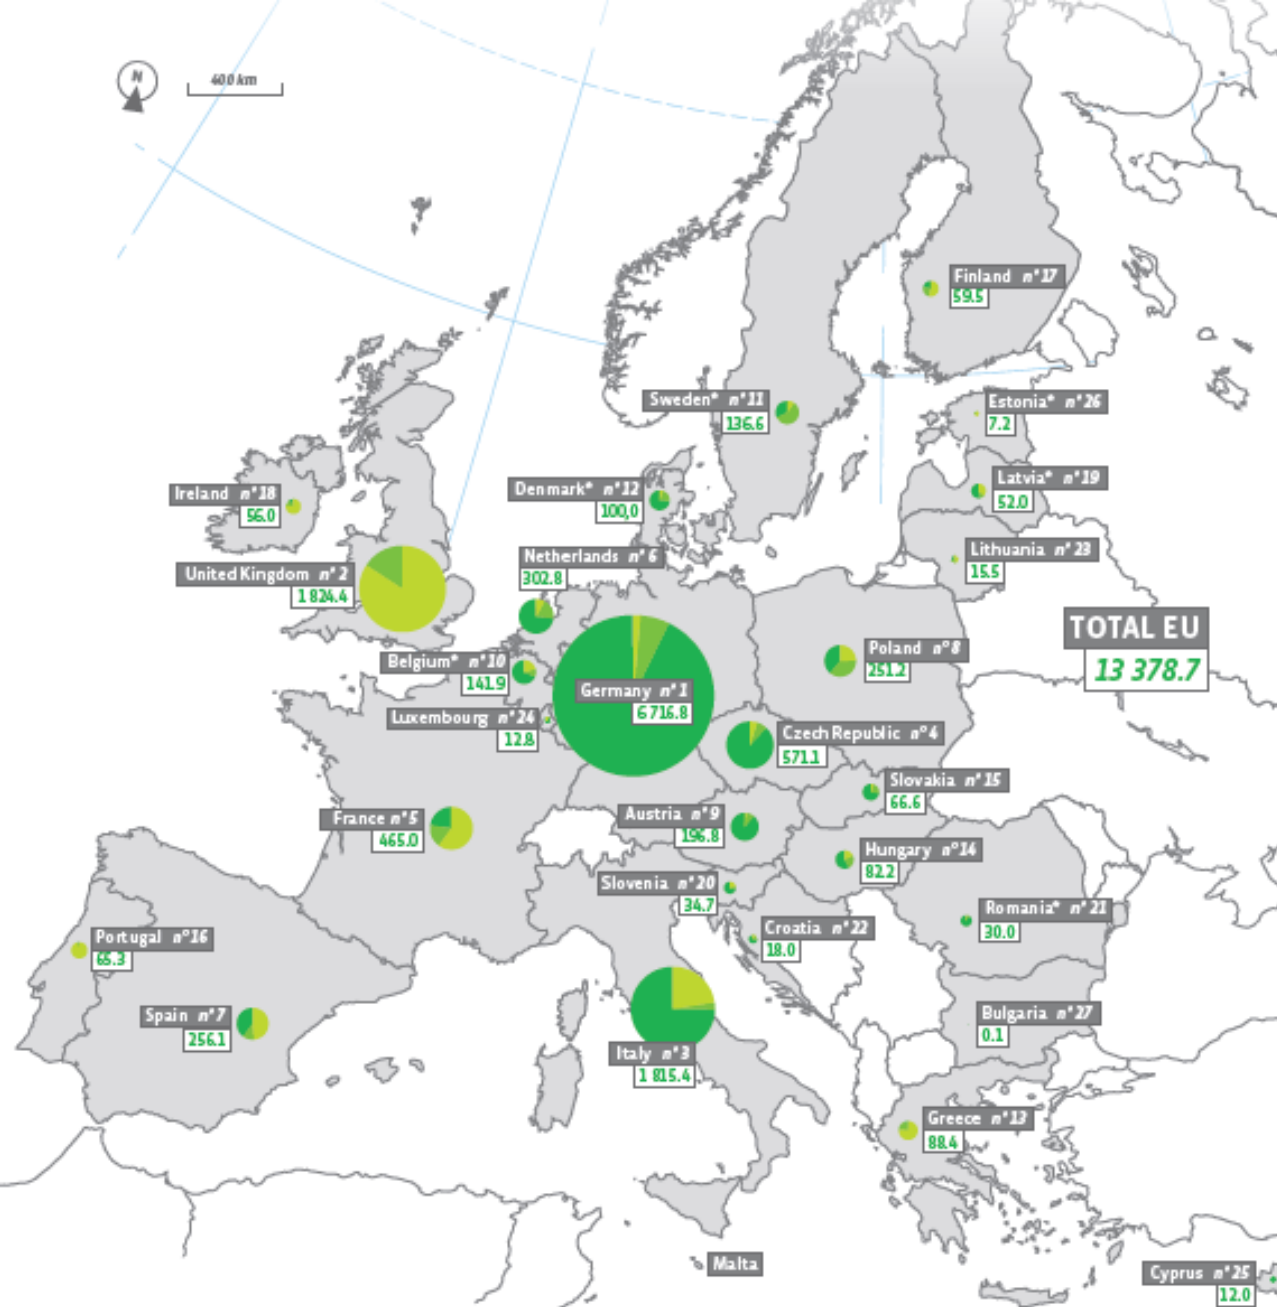 N
400 km
Finland n°17
59.5
Sweden* n°11
136.6
Estonia* n°26
7.2
Latvia* n°19
52.0
Ireland n°18
56.0
Denmark* n°12
100,0
Lithuania n°23
15.5
Netherlands n°6
302.8
United Kingdom n°2
1 824.4
TOTAL EU
13 378.7
Poland n°8
251.2
Belgium* n°10
141.9
Germany n°1
6 716.8
Luxembourg n°24
12.8
Czech Republic n°4
571.1
Slovakia n°15
66.6
France n°5
465.0
Austria n°9
196.8
Hungary n°14
82.2
Slovenia n°20
34.7
Romania* n°21
30.0
Croatia n°22
18.0
Portugal n°16
65.3
Spain n°7
256.1
Bulgaria n°27
0.1
Italy n°3
1 815.4
Greece n°13
88.4
Malta
Cyprus n°25
12.0